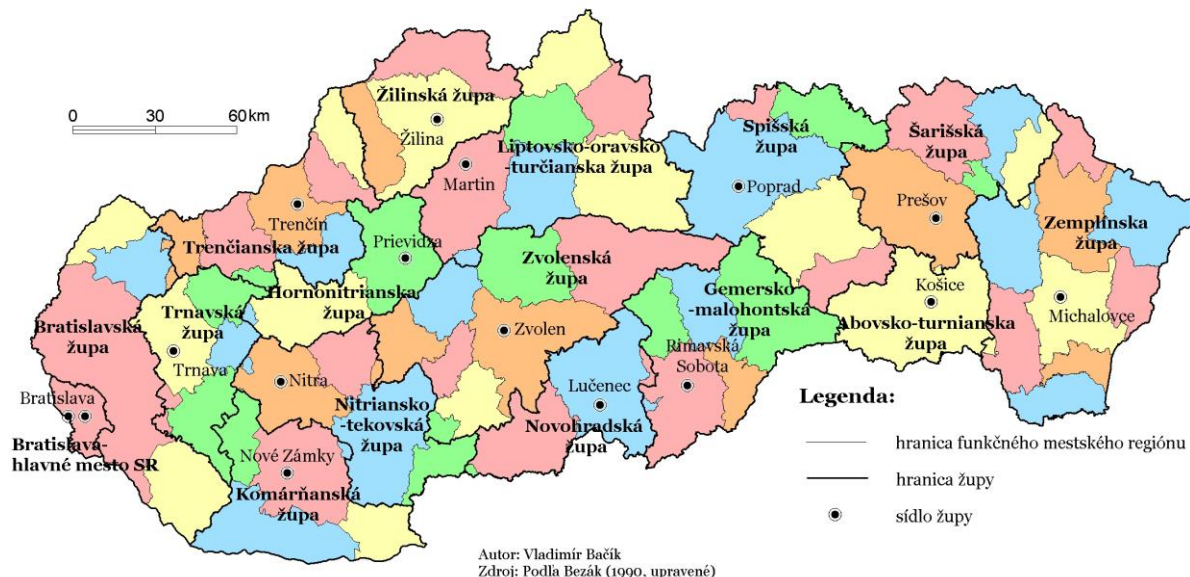 0 30 60 km
Žilinská župa
Žilina
Liptovsko-oravsko
-turčianska župa
Martin
Spišská
župa
Poprad
Šarišská
župa
Prešov
Zemplínska
župa
Trenčín
Trenčianska župa
Prievidza
Zvolenská
župa
Gemersko
-malohontská
župa
Košice
Abovsko-turnianska
župa
Michalovce
Hornonitrianska
župa
Trnavská
župa
Trnava
Bratislavská
župa
Zvolen
Rimavská
Sobota
Nitra
Lučenec
Bratislava
Bratislava-
hlavné mesto SR
Nitriansko
-tekovská
župa
Novohradská
župa
Nové Zámky
Komárňanská
župa
Legenda:
hranica funkčného mestského regiónu
hranica župy
sídlo župy
Autor: Vladimír Bačík
Zdroj: Podľa Bezák (1990, upravené)